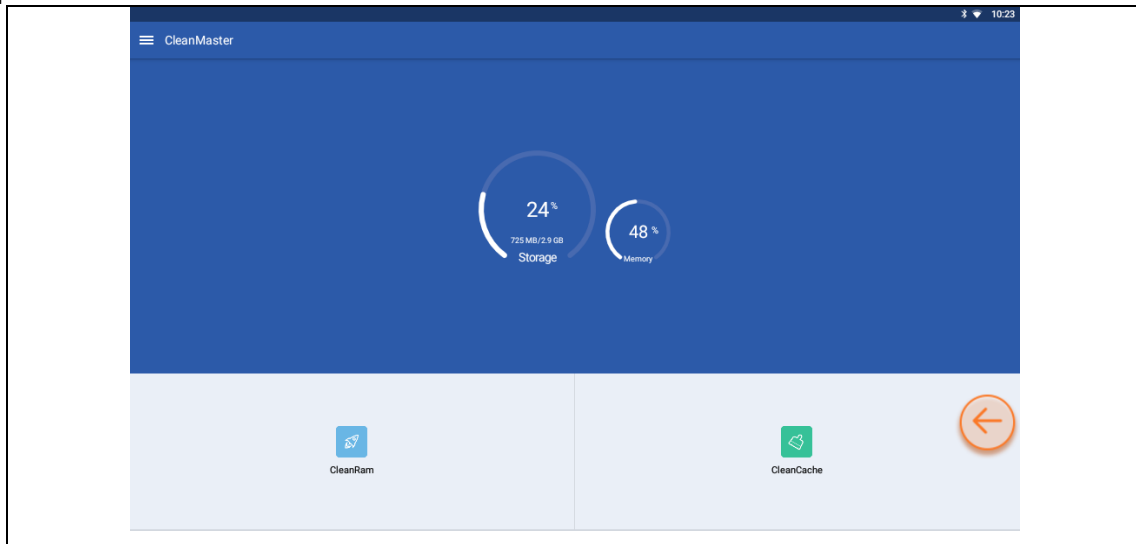 10:23
CleanMaster
24 %
725 MB/2.9 GB
Storage
48 %
Memory
CleanRam
CleanCache